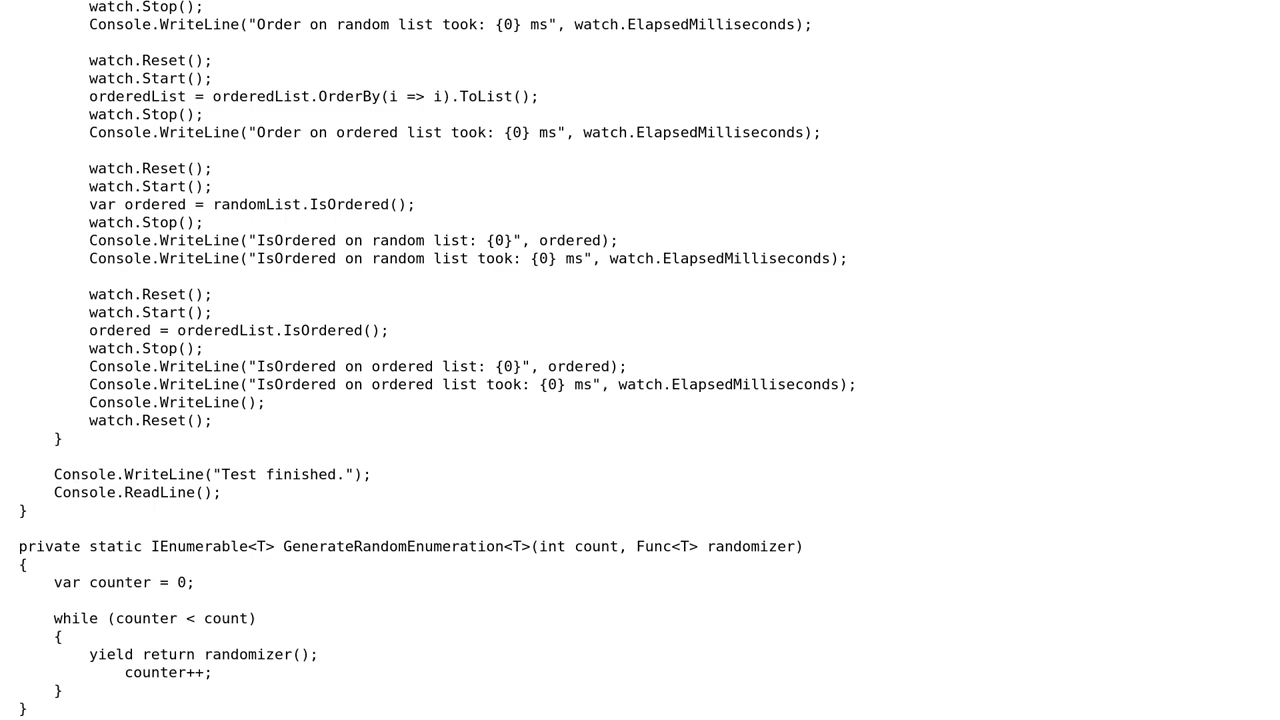 watch.Stop();
        Console.WriteLine("Order on random list took: {0} ms", watch.ElapsedMilliseconds);

        watch.Reset();
        watch.Start();
        orderedList = orderedList.OrderBy(i => i).ToList();
        watch.Stop();
        Console.WriteLine("Order on ordered list took: {0} ms", watch.ElapsedMilliseconds);

        watch.Reset();
        watch.Start();
        var ordered = randomList.IsOrdered();
        watch.Stop();
        Console.WriteLine("IsOrdered on random list: {0}", ordered);
        Console.WriteLine("IsOrdered on random list took: {0} ms", watch.ElapsedMilliseconds);

        watch.Reset();
        watch.Start();
        ordered = orderedList.IsOrdered();
        watch.Stop();
        Console.WriteLine("IsOrdered on ordered list: {0}", ordered);
        Console.WriteLine("IsOrdered on ordered list took: {0} ms", watch.ElapsedMilliseconds);
        Console.WriteLine();
        watch.Reset();
    }

    Console.WriteLine("Test finished.");
    Console.ReadLine();
}

private static IEnumerable<T> GenerateRandomEnumeration<T>(int count, Func<T> randomizer)
{
    var counter = 0;

    while (counter < count)
    {
        yield return randomizer();
            counter++;
    }
}